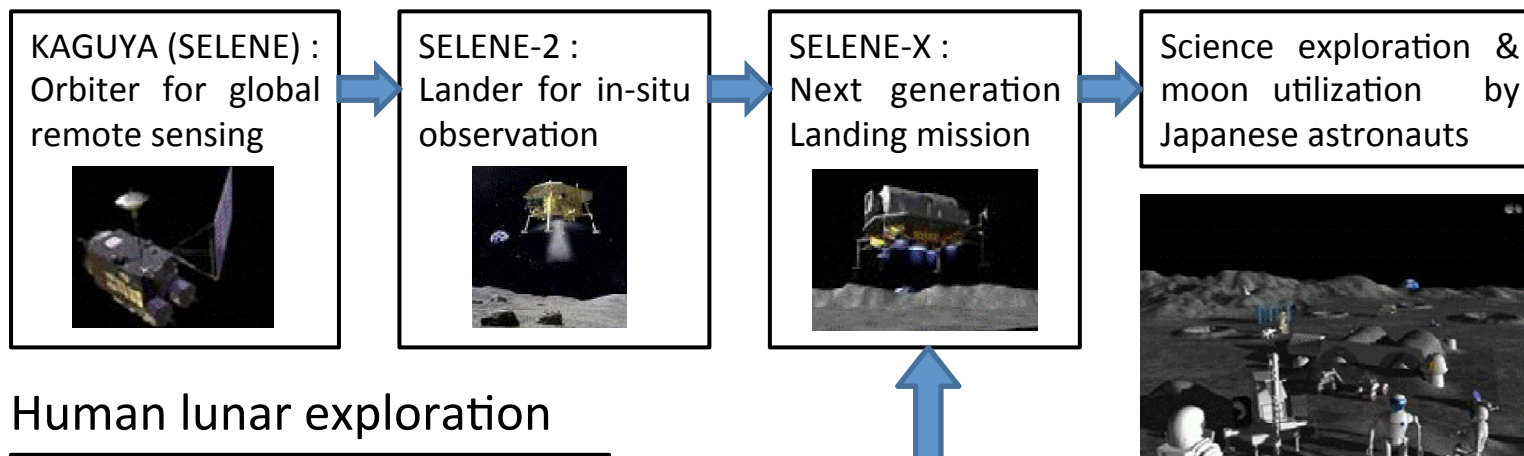 KAGUYA (SELENE) :
Orbiter for global
remote sensing
SELENE-2 :
Lander for in-situ
observation
SELENE-X :
Next generation
Landing mission
Science exploration &
moon utilization by
Japanese astronauts
Human lunar exploration